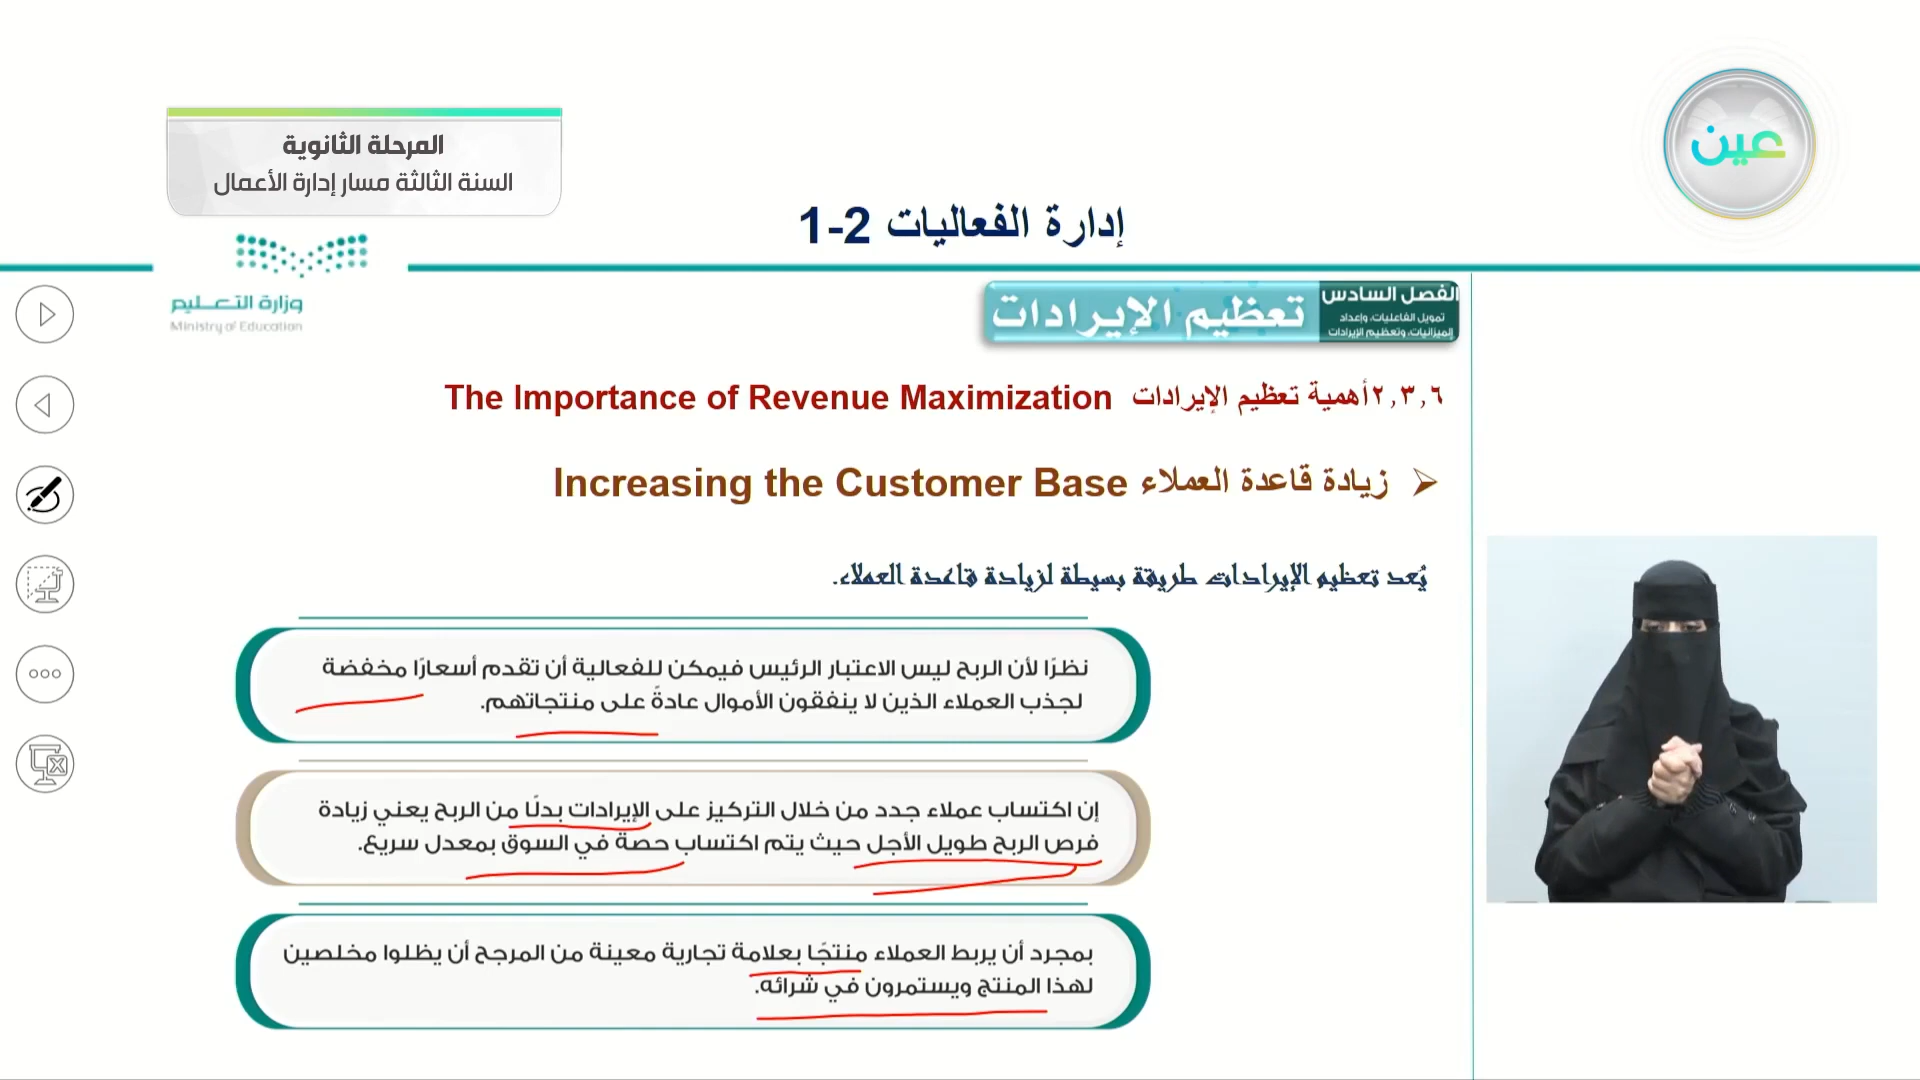 عين
المرحلة الثانوية
السنة الثالثة مسار إدارة الأعمال
إدارة الفعاليات 2-1
وزارة التعليم
Ministry of Education
الفصل السادس
تمويل الفاعليات، وإعداد
الميزانيات، وتعظيم الإيرادات
تعظيم الإيرادات
٢,٣,٦أهمية تعظيم الإيرادات The Importance of Revenue Maximization
زيادة قاعدة العملاء Increasing the Customer Base
يُعد تعظيم الإيرادات طريقة بسيطة لزيادة قاعدة العملاء.
نظرًا لأن الربح ليس الاعتبار الرئيس فيمكن للفعالية أن تقدم أسعارًا مخفضة
لجذب العملاء الذين لا ينفقون الأموال عادةً على منتجاتهم.
إن اكتساب عملاء جدد من خلال التركيز على الإيرادات بدلًا من الربح يعني زيادة
فرص الربح طويل الأجل حيث يتم اكتساب حصة في السوق بمعدل سريع.
بمجرد أن يربط العملاء منتجًا بعلامة تجارية معينة من المرجح أن يظلوا مخلصين
لهذا المنتج ويستمرون في شرائه.